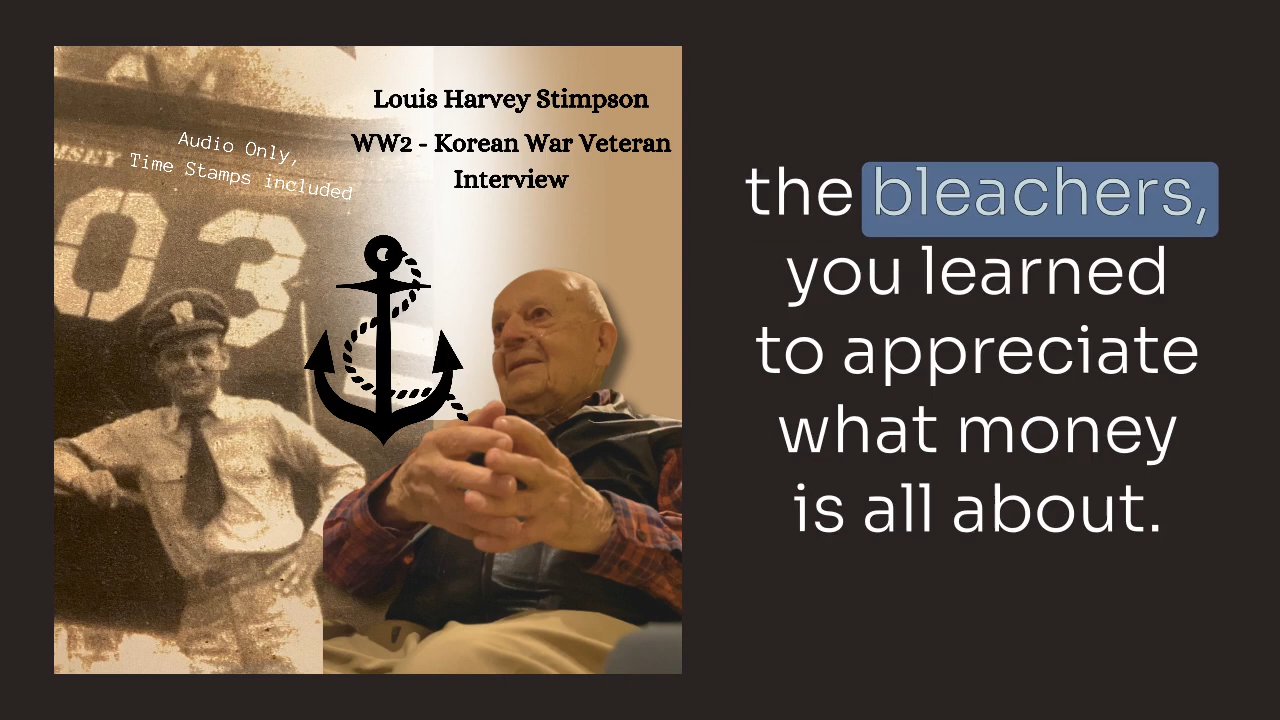 Louis Harvey Stimpson
WW2 - Korean War Veteran
Interview
Audio Only,
Time Stamps included
MSEY
03
the bleachers,
you learned
to appreciate
what money
is all about.